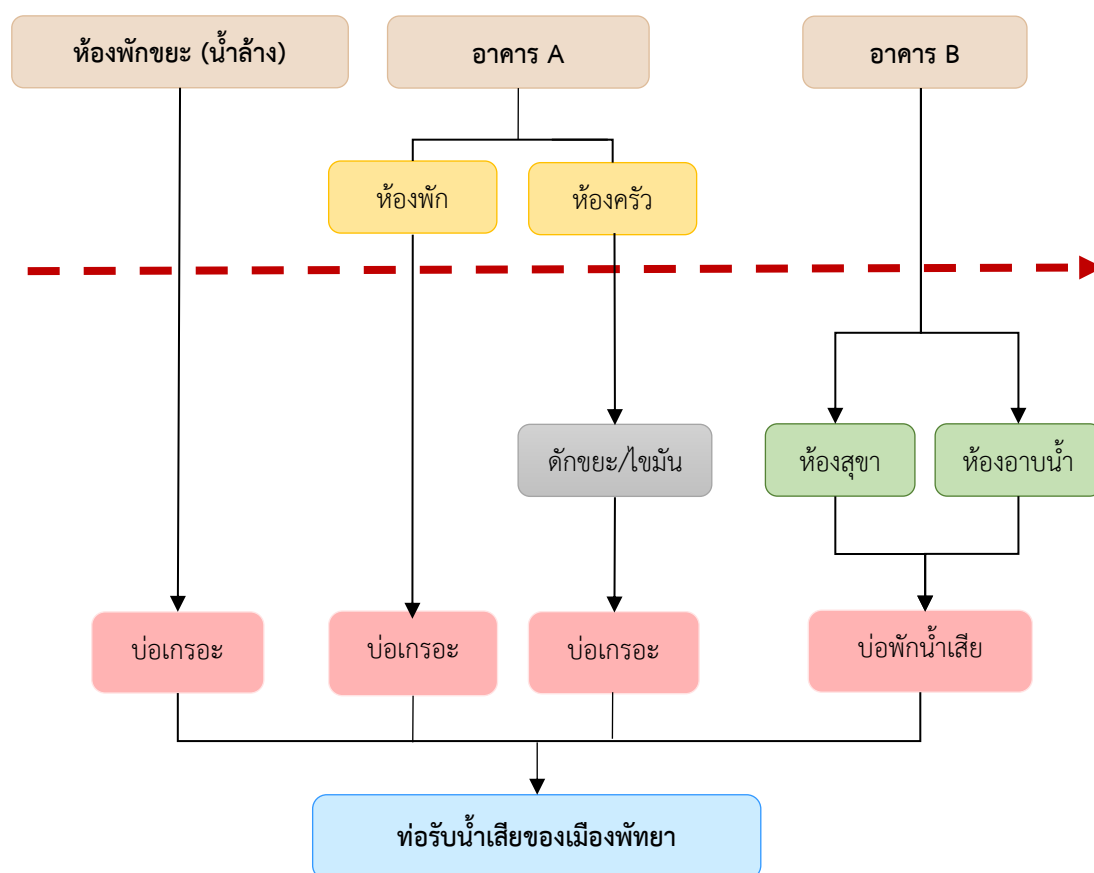 ห้องพักขยะ (น้ำล้าง)
อาคาร A
อาคาร B
ห้องพัก
ห้องครัว
ดักขยะ/ไขมัน
ห้องสุขา
ห้องอาบน้ำ
บ่อเกรอะ
บ่อเกรอะ
บ่อเกรอะ
บ่อพักน้ำเสีย
ท่อรับน้ำเสียของเมืองพัทยา